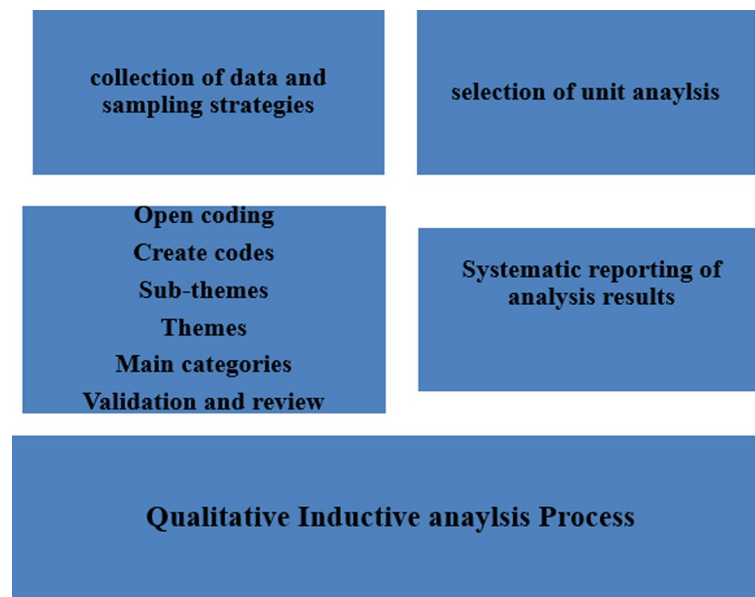 collection of data and
sampling strategies
selection of unit anaylsis
Open coding
Create codes
Sub-themes
Themes
Main categories
Validation and review
Systematic reporting of
analysis results
Qualitative Inductive anaylsis Process